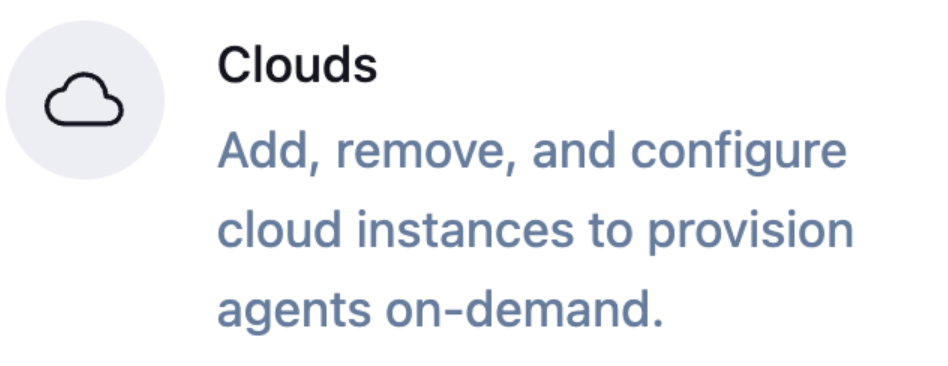 Clouds
Add, remove, and configure
cloud instances to provision
agents on-demand.